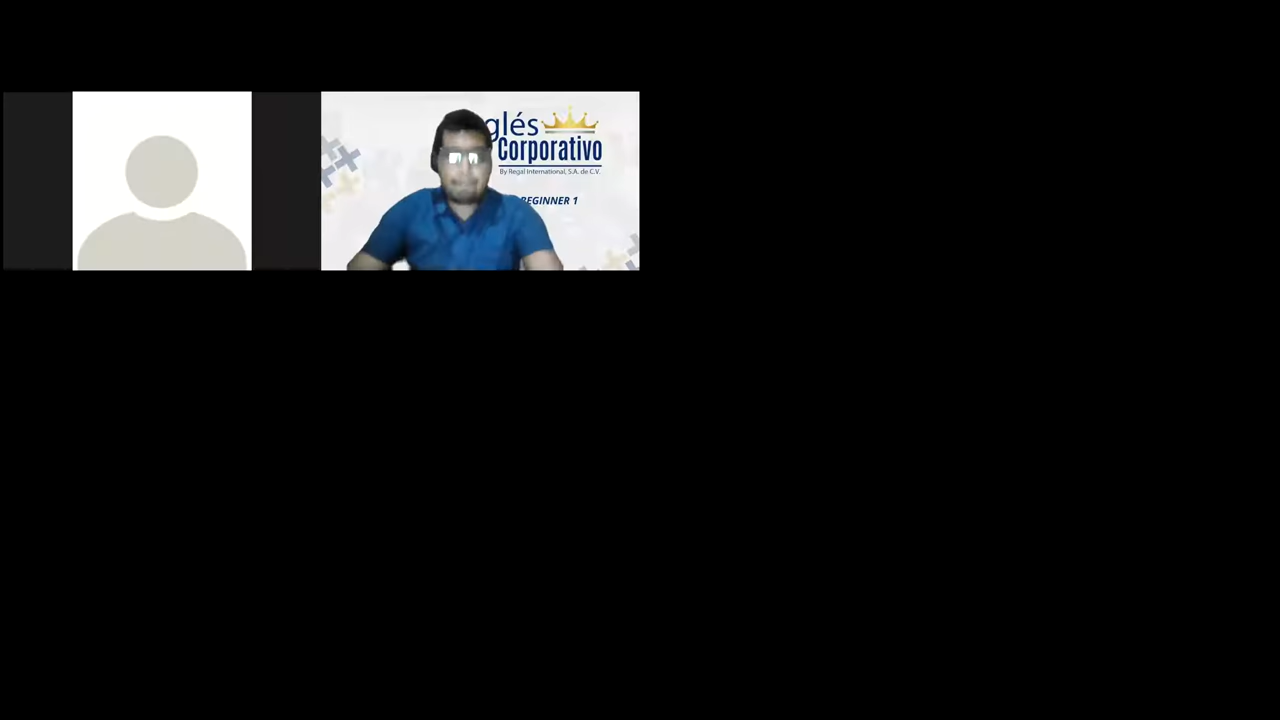 glés
Corporativo
By Regal International, S.A. de C.V.
BEGINNER 1